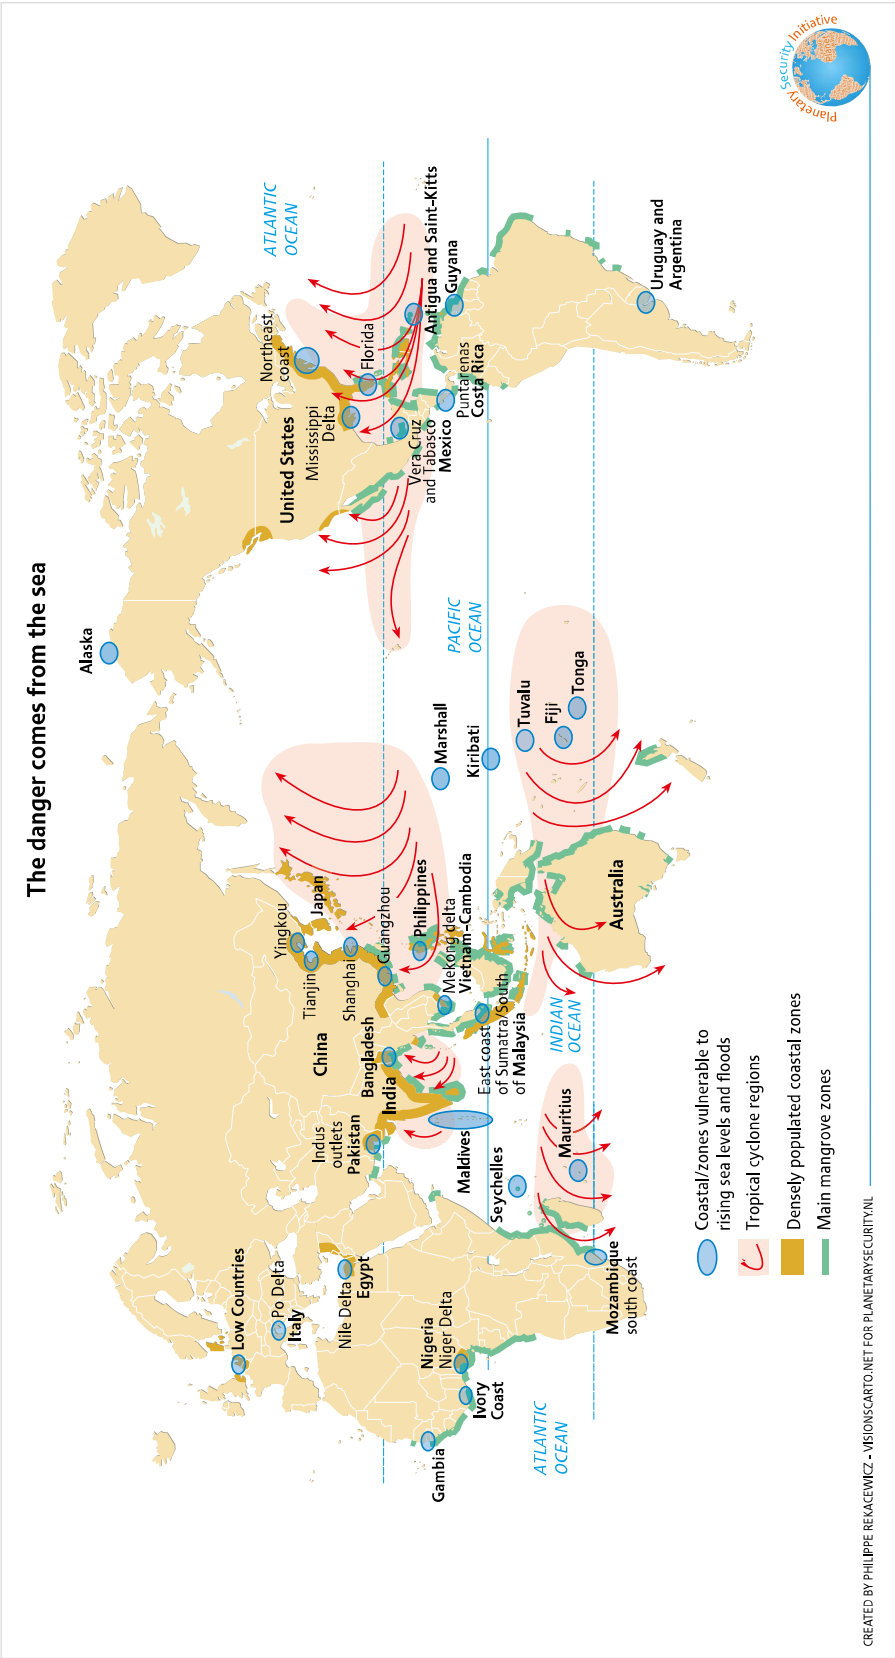 The danger comes from the sea
Alaska
ATLANTIC
OCEAN
Northeast
coast
United States
Mississippi
Delta
Florida
Antigua and Saint-Kitts
Guyana
Vera Cruz
and Tabasco
Mexico
Puntarenas
Costa Rica
Uruguay and
Argentina
PACIFIC
OCEAN
Low Countries
Po Delta
Italy
Nile Delta
Egypt
Gambia
Ivory
Coast
Nigeria
Niger Delta
ATLANTIC
OCEAN
Mozambique
south coast
Seychelles
Mauritius
Maldives
Indus
outlets
Pakistan
India
Bangladesh
China
Yingkou
Tianjin
Shanghai
Japan
Guangzhou
Philippines
Mekong delta
Vietnam-Cambodia
East coast
of Sumatra/South
of Malaysia
INDIAN
OCEAN
Australia
Marshall
Kiribati
Tuvalu
Fiji
Tonga
Coastal/zones vulnerable to
rising sea levels and floods
Tropical cyclone regions
Densely populated coastal zones
Main mangrove zones
CREATED BY PHILIPPE REKACEWICZ – VISIONSCARTO.NET FOR PLANETARYSECURITY.NL
Planetary Security Initiative